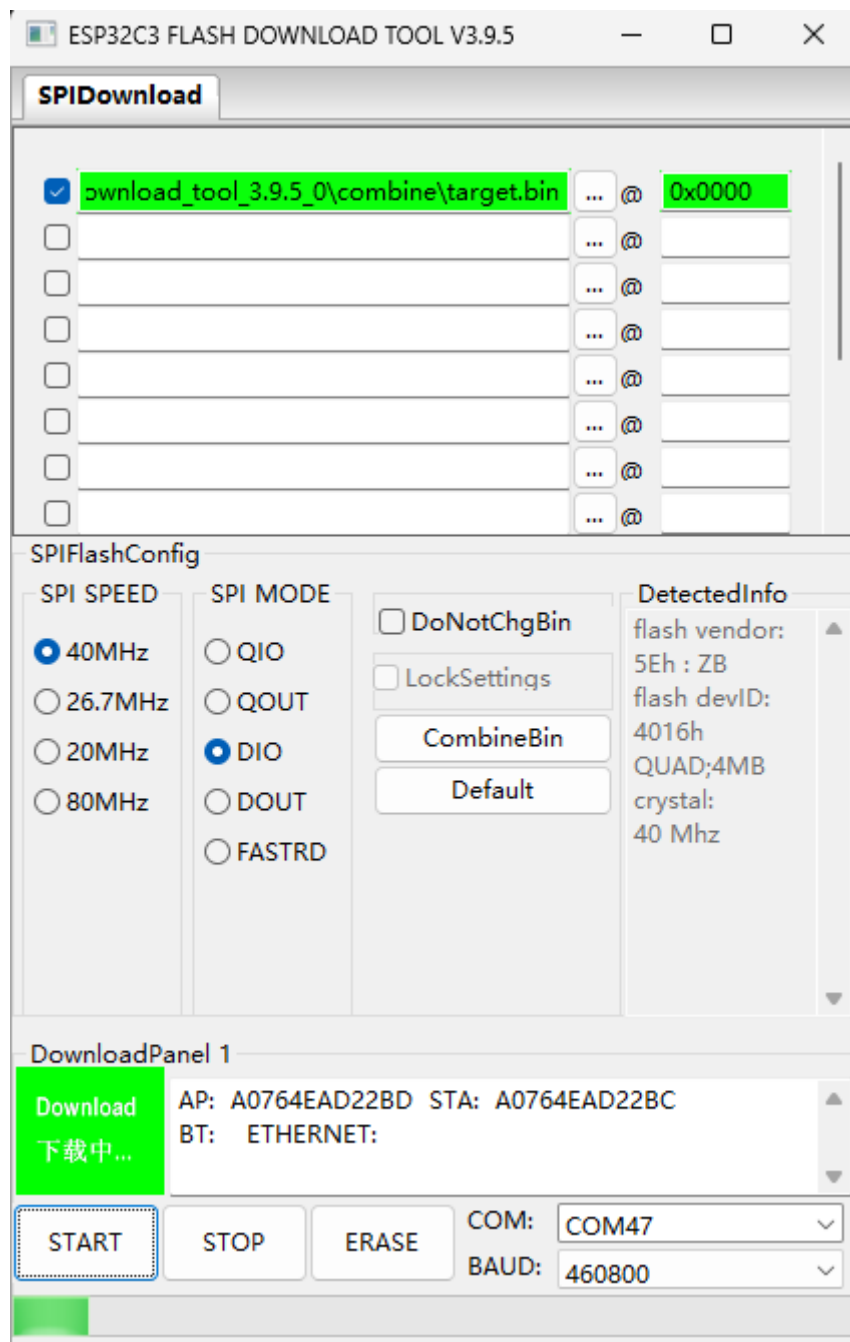 ESP32C3 FLASH DOWNLOAD TOOL V3.9.5
SPIDownload
ownload_tool_3.9.5_0\combine\target.bin ... @ 0x0000
... @
... @
... @
... @
... @
... @
... @
SPIFlashConfig
SPI SPEED
40MHz
26.7MHz
20MHz
80MHz
SPI MODE
QIO
QOUT
DIO
DOUT
FASTRD
DoNotChgBin
LockSettings
CombineBin
Default
DetectedInfo
flash vendor:
5Eh : ZB
flash devID:
4016h
QUAD;4MB
crystal:
40 Mhz
DownloadPanel 1
Download
下载中...
AP: A0764EAD22BD STA: A0764EAD22BC
BT: ETHERNET:
START STOP ERASE
COM: COM47
BAUD: 460800